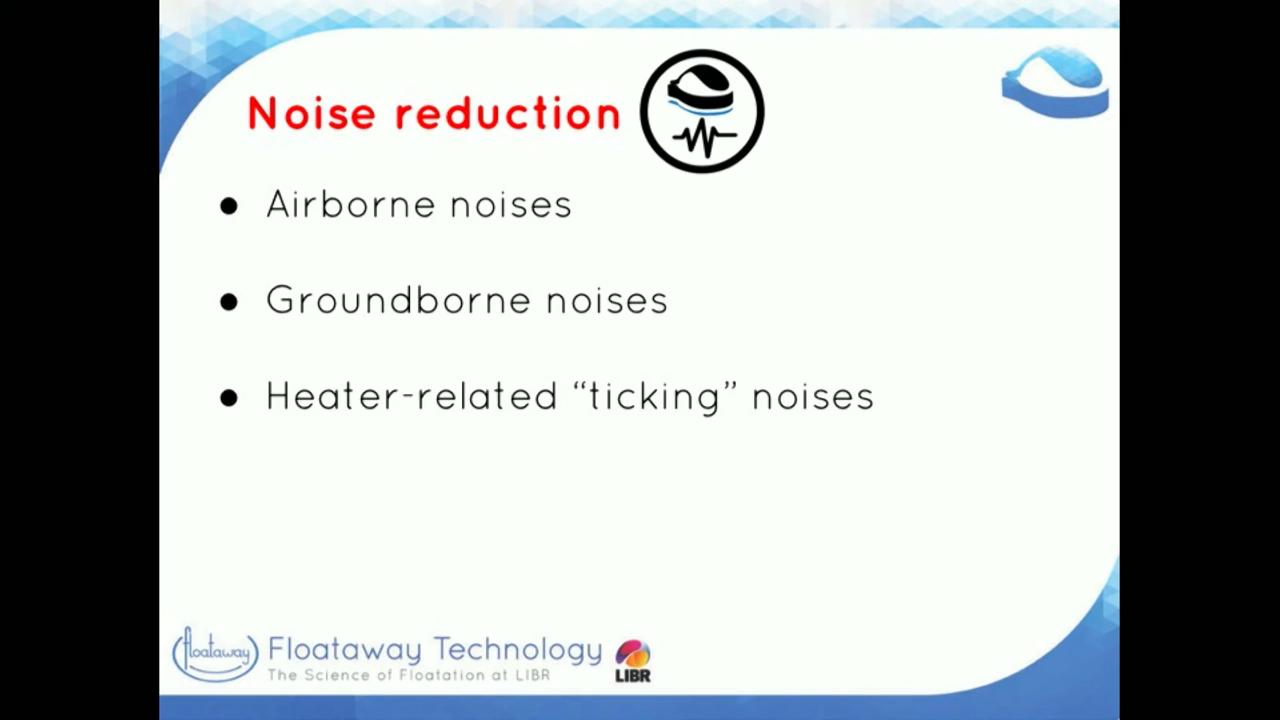 Noise reduction
● Airborne noises
● Groundborne noises
● Heater-related “ticking” noises
floataway
Floataway Technology
The Science of Floatation at LIBR
LIBR